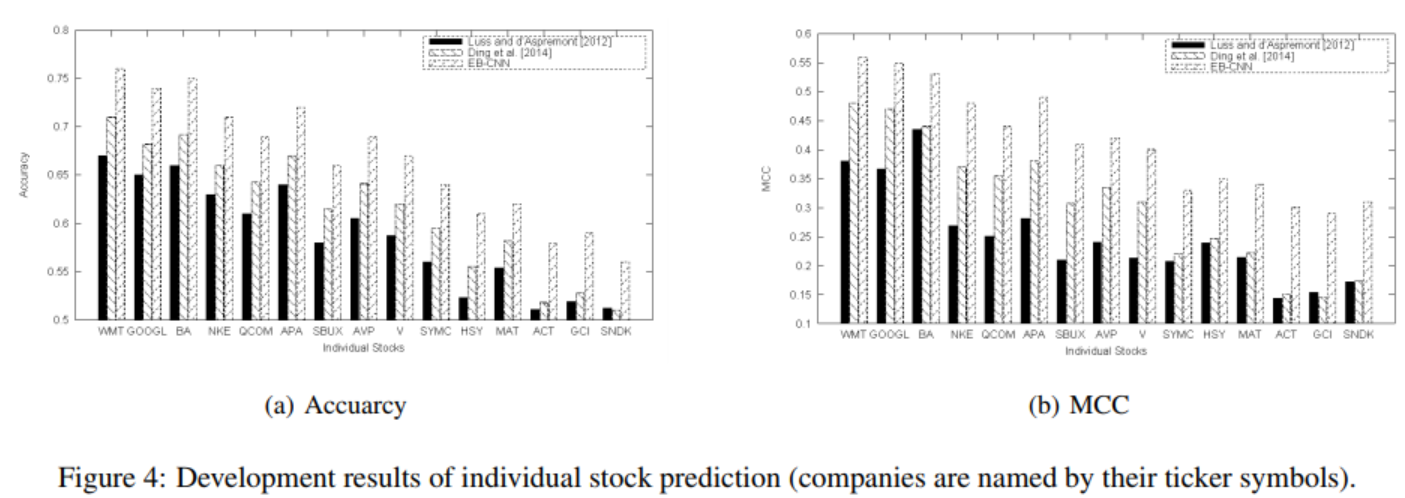 0.8
0.75
0.7
0.65
0.6
0.55
0.5
Accuracy
Luss and d'Aspremont [2012]
Ding et al. [2014]
EB-CNN
WMT GOOGL BA NKE QCOM APA SBUX AVP V SYMC HSY MAT ACT GCI SNDK
Individual Stocks
(a) Accuarcy
0.6
0.55
0.5
0.45
0.4
0.35
0.3
0.25
0.2
0.15
0.1
MCC
Luss and d'Aspremont [2012]
Ding et al. [2014]
EB-CNN
WMT GOOGL BA NKE QCOM APA SBUX AVP V SYMC HSY MAT ACT GCI SNDK
Individual Stocks
(b) MCC
Figure 4: Development results of individual stock prediction (companies are named by their ticker symbols).